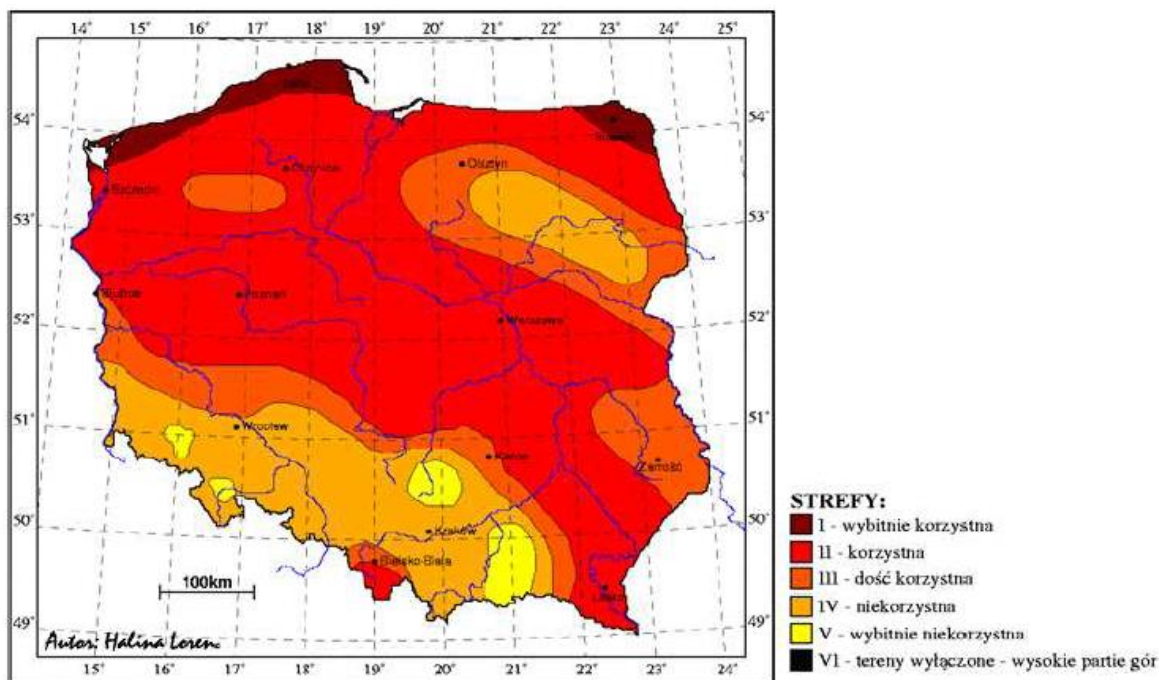 14° 15° 16° 17° 18° 19° 20° 21° 22° 23° 24°
54° 54°
Olsztyn
Szczecin
53° 53°
Poznań
52° Warszawa 52°
51° 51°
Wrocław
Kielce
Zamość
50° 50°
Kraków
Bielsko-Biała
100km
Lesko
49° 49°
Autor: Halina Lorenc
15° 16° 17° 18° 19° 20° 21° 22° 23° 24°
STREFY:
I - wybitnie korzystna
II - korzystna
III - dość korzystna
IV - niekorzystna
V - wybitnie niekorzystna
VI - tereny wyłączone - wysokie partie gór